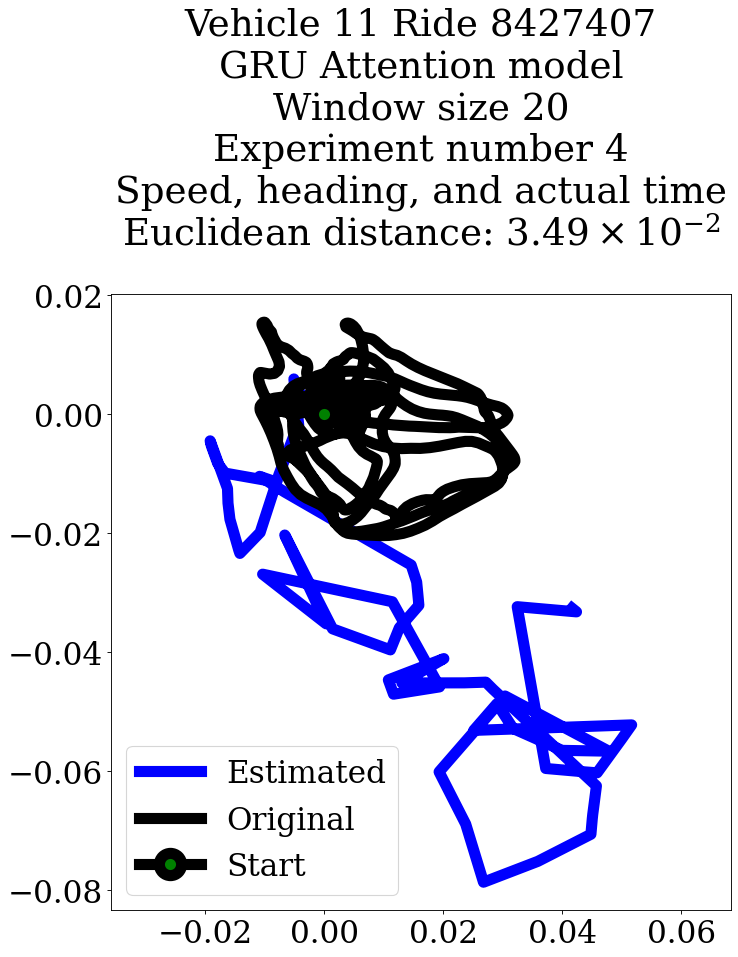 Vehicle 11 Ride 8427407
GRU Attention model
Window size 20
Experiment number 4
Speed, heading, and actual time
Euclidean distance: 3.49 × 10⁻²
0.02
0.00
−0.02
−0.04
−0.06
−0.08
Estimated
Original
Start
−0.02 0.00 0.02 0.04 0.06